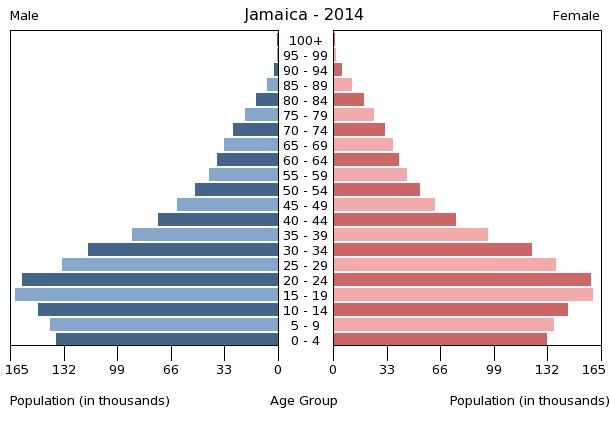 Jamaica - 2014
Male
Female
100+
95 - 99
90 - 94
85 - 89
80 - 84
75 - 79
70 - 74
65 - 69
60 - 64
55 - 59
50 - 54
45 - 49
40 - 44
35 - 39
30 - 34
25 - 29
20 - 24
15 - 19
10 - 14
5 - 9
0 - 4
165 132 99 66 33 0 0 33 66 99 132 165
Population (in thousands) Age Group Population (in thousands)